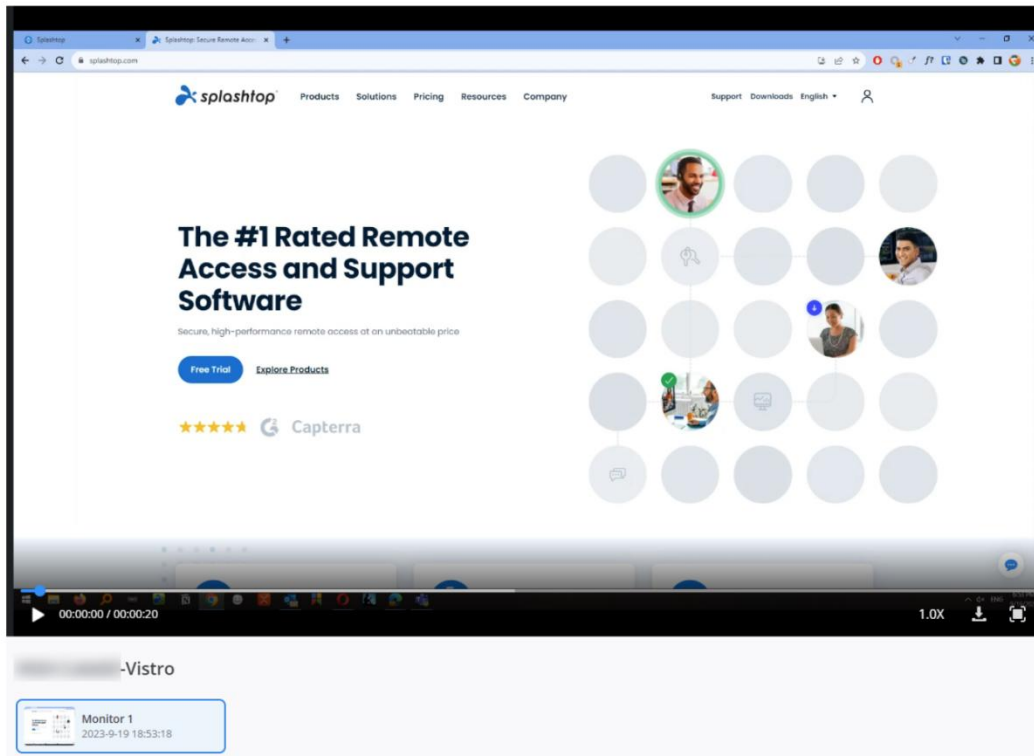 Splashtop
Splashtop: Secure Remote Acce
splashtop.com
splashtop
Products Solutions Pricing Resources Company
Support Downloads English
The #1 Rated Remote
Access and Support
Software
Secure, high-performance remote access at an unbeatable price
Free Trial Explore Products
Capterra
ENG
00:00:00 / 00:00:20
1.0X
-Vistro
Monitor 1
2023-9-19 18:53:18